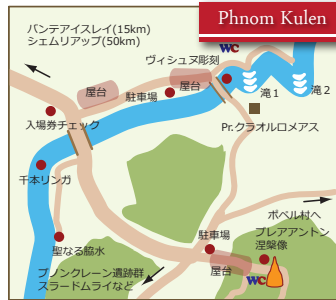 Phnom Kulen
バンテアイスレイ(15km)
シェムリアップ(50km)
WC
ヴィシュヌ彫刻
屋台
駐車場
屋台
滝1
滝2
入場券チェック
Pr.クラオルロメアス
千本リンガ
ポペル村へ
聖なる脇水
駐車場
プレアアントン
涅槃像
プノンクレーン遺跡群
スラードムライなど
屋台
WC